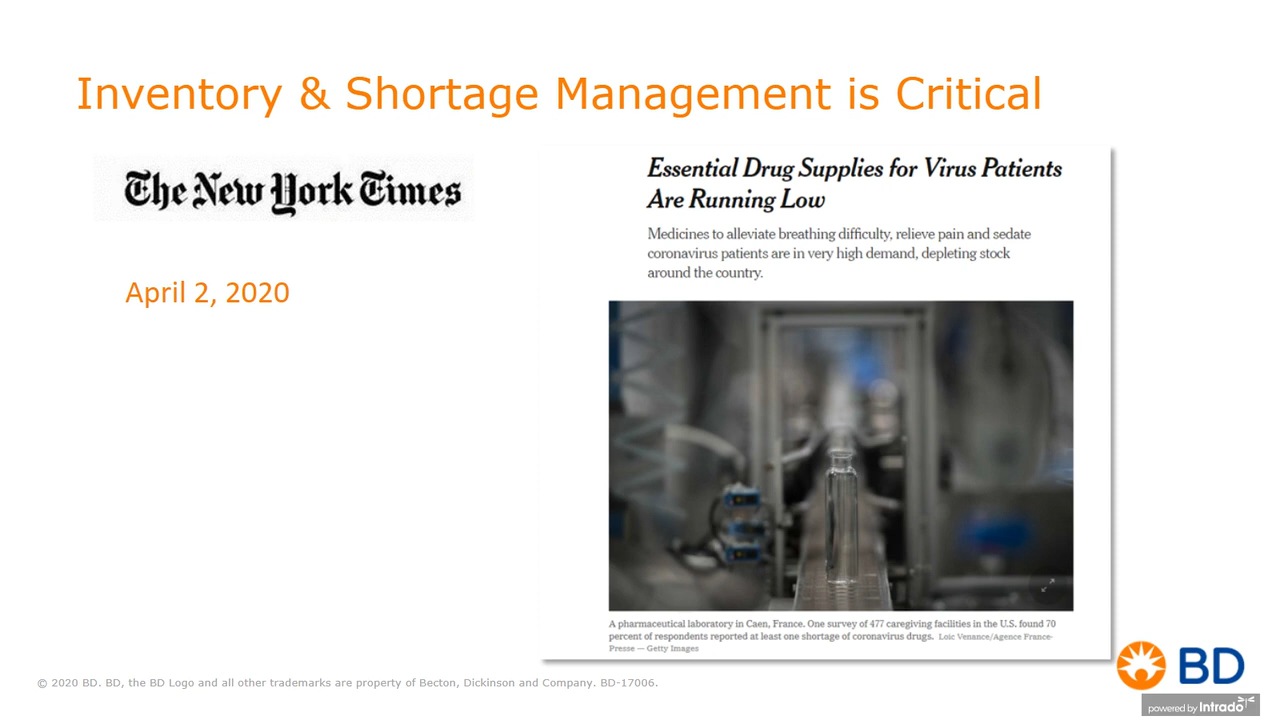 Inventory & Shortage Management is Critical
The New York Times
April 2, 2020
Essential Drug Supplies for Virus Patients
Are Running Low
Medicines to alleviate breathing difficulty, relieve pain and sedate
coronavirus patients are in very high demand, depleting stock
around the country.
A pharmaceutical laboratory in Caen, France. One survey of 477 caregiving facilities in the U.S. found 70
percent of respondents reported at least one shortage of coronavirus drugs. Loic Venance/Agence France-
Presse — Getty Images
© 2020 BD. BD, the BD Logo and all other trademarks are property of Becton, Dickinson and Company. BD-17006.
BD
powered by Intrado